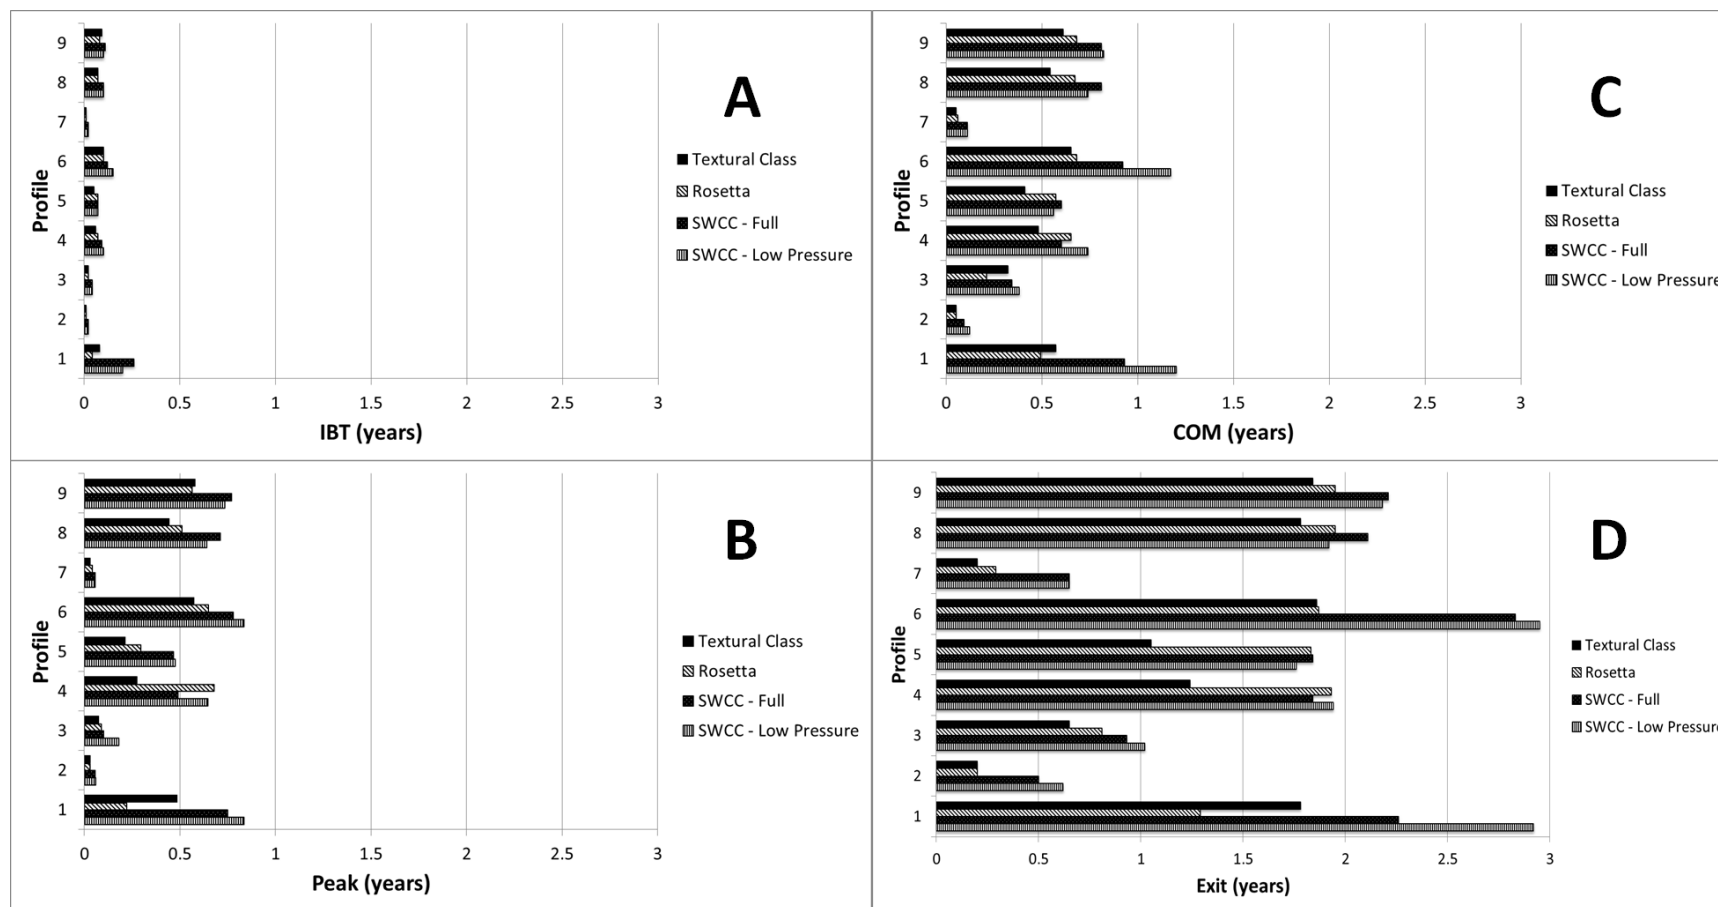 A
9
8
7
6
5
4
3
2
1
Profile
0 0.5 1 1.5 2 2.5 3
IBT (years)
Textural Class
Rosetta
SWCC - Full
SWCC - Low Pressure
C
9
8
7
6
5
4
3
2
1
Profile
0 0.5 1 1.5 2 2.5 3
COM (years)
Textural Class
Rosetta
SWCC - Full
SWCC - Low Pressure
B
9
8
7
6
5
4
3
2
1
Profile
0 0.5 1 1.5 2 2.5 3
Peak (years)
Textural Class
Rosetta
SWCC - Full
SWCC - Low Pressure
D
9
8
7
6
5
4
3
2
1
Profile
0 0.5 1 1.5 2 2.5 3
Exit (years)
Textural Class
Rosetta
SWCC - Full
SWCC - Low Pressure